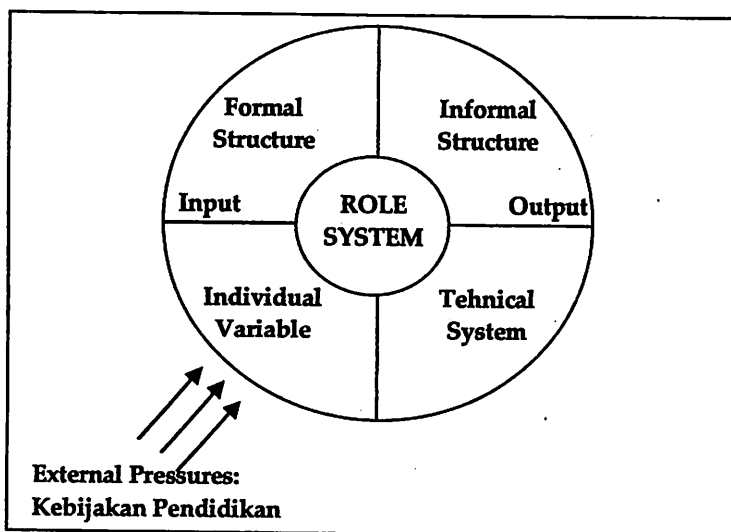 Formal
Structure
Informal
Structure
Input
ROLE
SYSTEM
Output
Individual
Variable
Tehnical
System
External Pressures:
Kebijakan Pendidikan